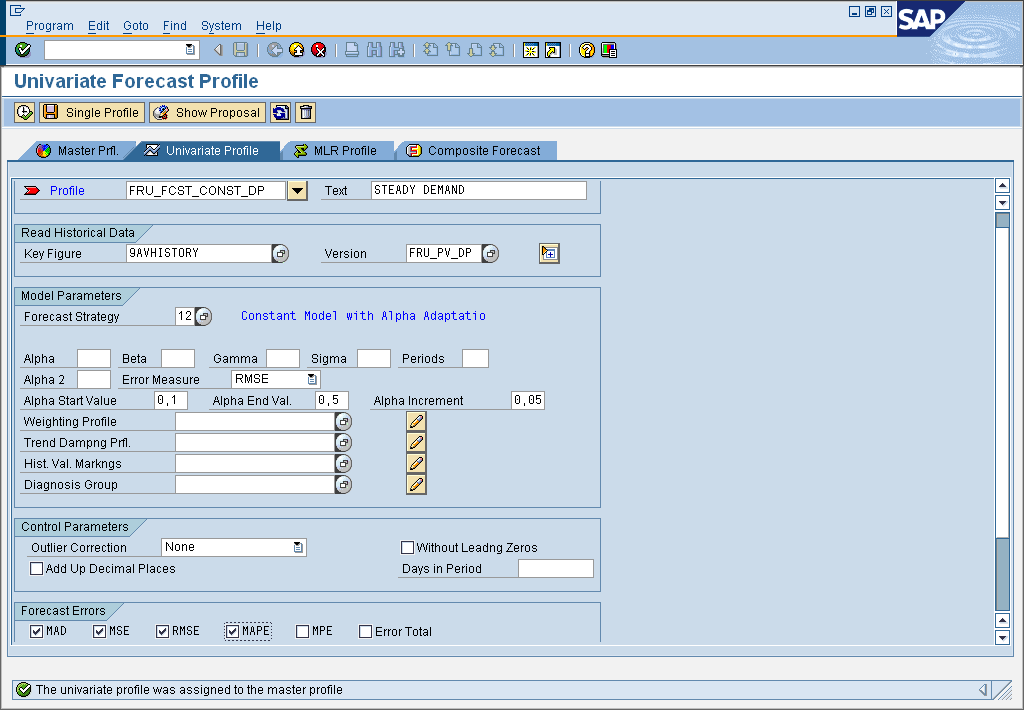 Program Edit Goto Find System Help
SAP
Univariate Forecast Profile
Single Profile Show Proposal
Master Prfl. Univariate Profile MLR Profile Composite Forecast
Profile FRU_FCST_CONST_DP Text STEADY DEMAND
Read Historical Data
Key Figure 9AVHISTORY Version FRU_PV_DP
Model Parameters
Forecast Strategy 12 Constant Model with Alpha Adaptatio
Alpha Beta Gamma Sigma Periods
Alpha 2 Error Measure RMSE
Alpha Start Value 0,1 Alpha End Val. 0,5 Alpha Increment 0,05
Weighting Profile
Trend Dampng Prfl.
Hist. Val. Markngs
Diagnosis Group
Control Parameters
Outlier Correction None Without Leadng Zeros
Add Up Decimal Places Days in Period
Forecast Errors
MAD MSE RMSE MAPE MPE Error Total
The univariate profile was assigned to the master profile